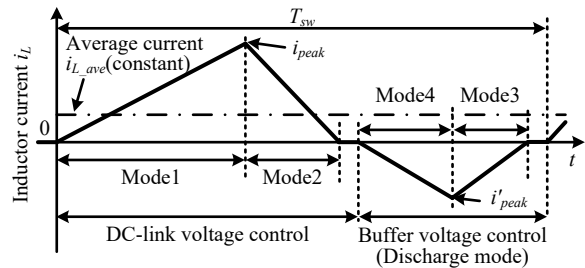 T_sw
Average current
i_L_ave(constant)
i_peak
Inductor current i_L
Mode4
Mode3
0
t
Mode1
Mode2
i'_peak
DC-link voltage control
Buffer voltage control
(Discharge mode)